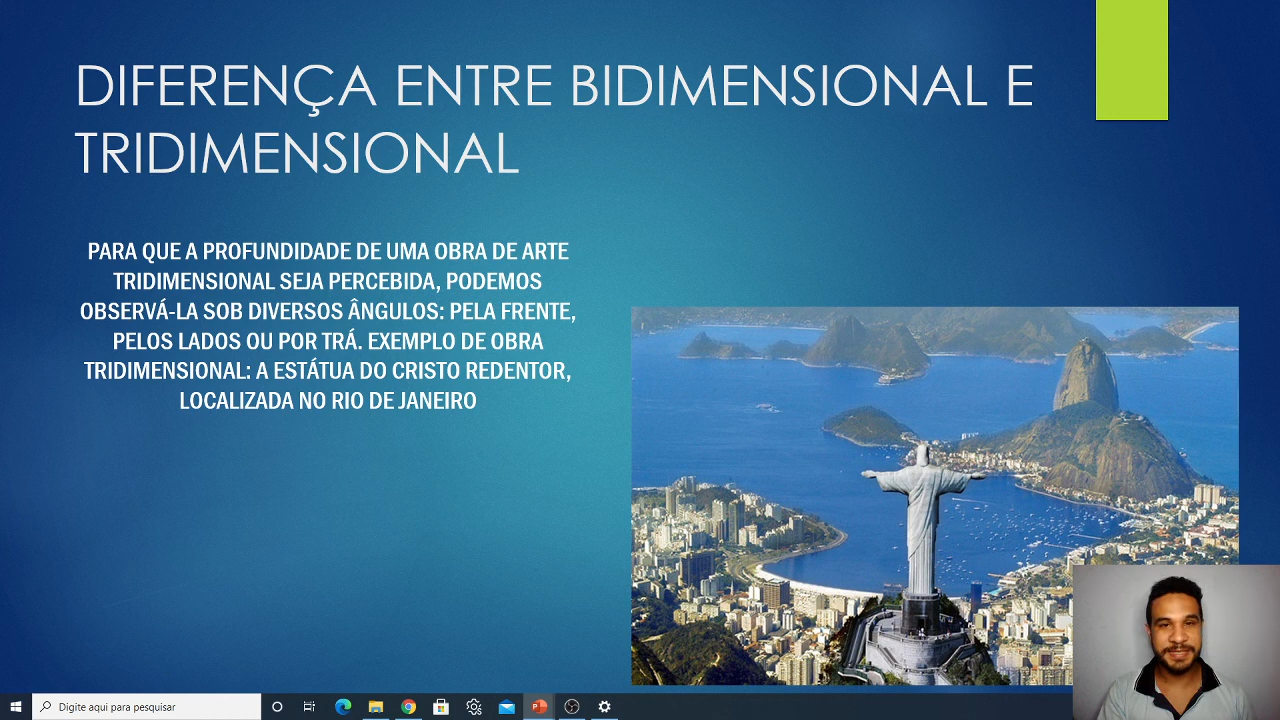 DIFERENÇA ENTRE BIDIMENSIONAL E
TRIDIMENSIONAL
PARA QUE A PROFUNDIDADE DE UMA OBRA DE ARTE
TRIDIMENSIONAL SEJA PERCEBIDA, PODEMOS
OBSERVÁ-LA SOB DIVERSOS ÂNGULOS: PELA FRENTE,
PELOS LADOS OU POR TRÁ. EXEMPLO DE OBRA
TRIDIMENSIONAL: A ESTÁTUA DO CRISTO REDENTOR,
LOCALIZADA NO RIO DE JANEIRO
Digite aqui para pesquisar